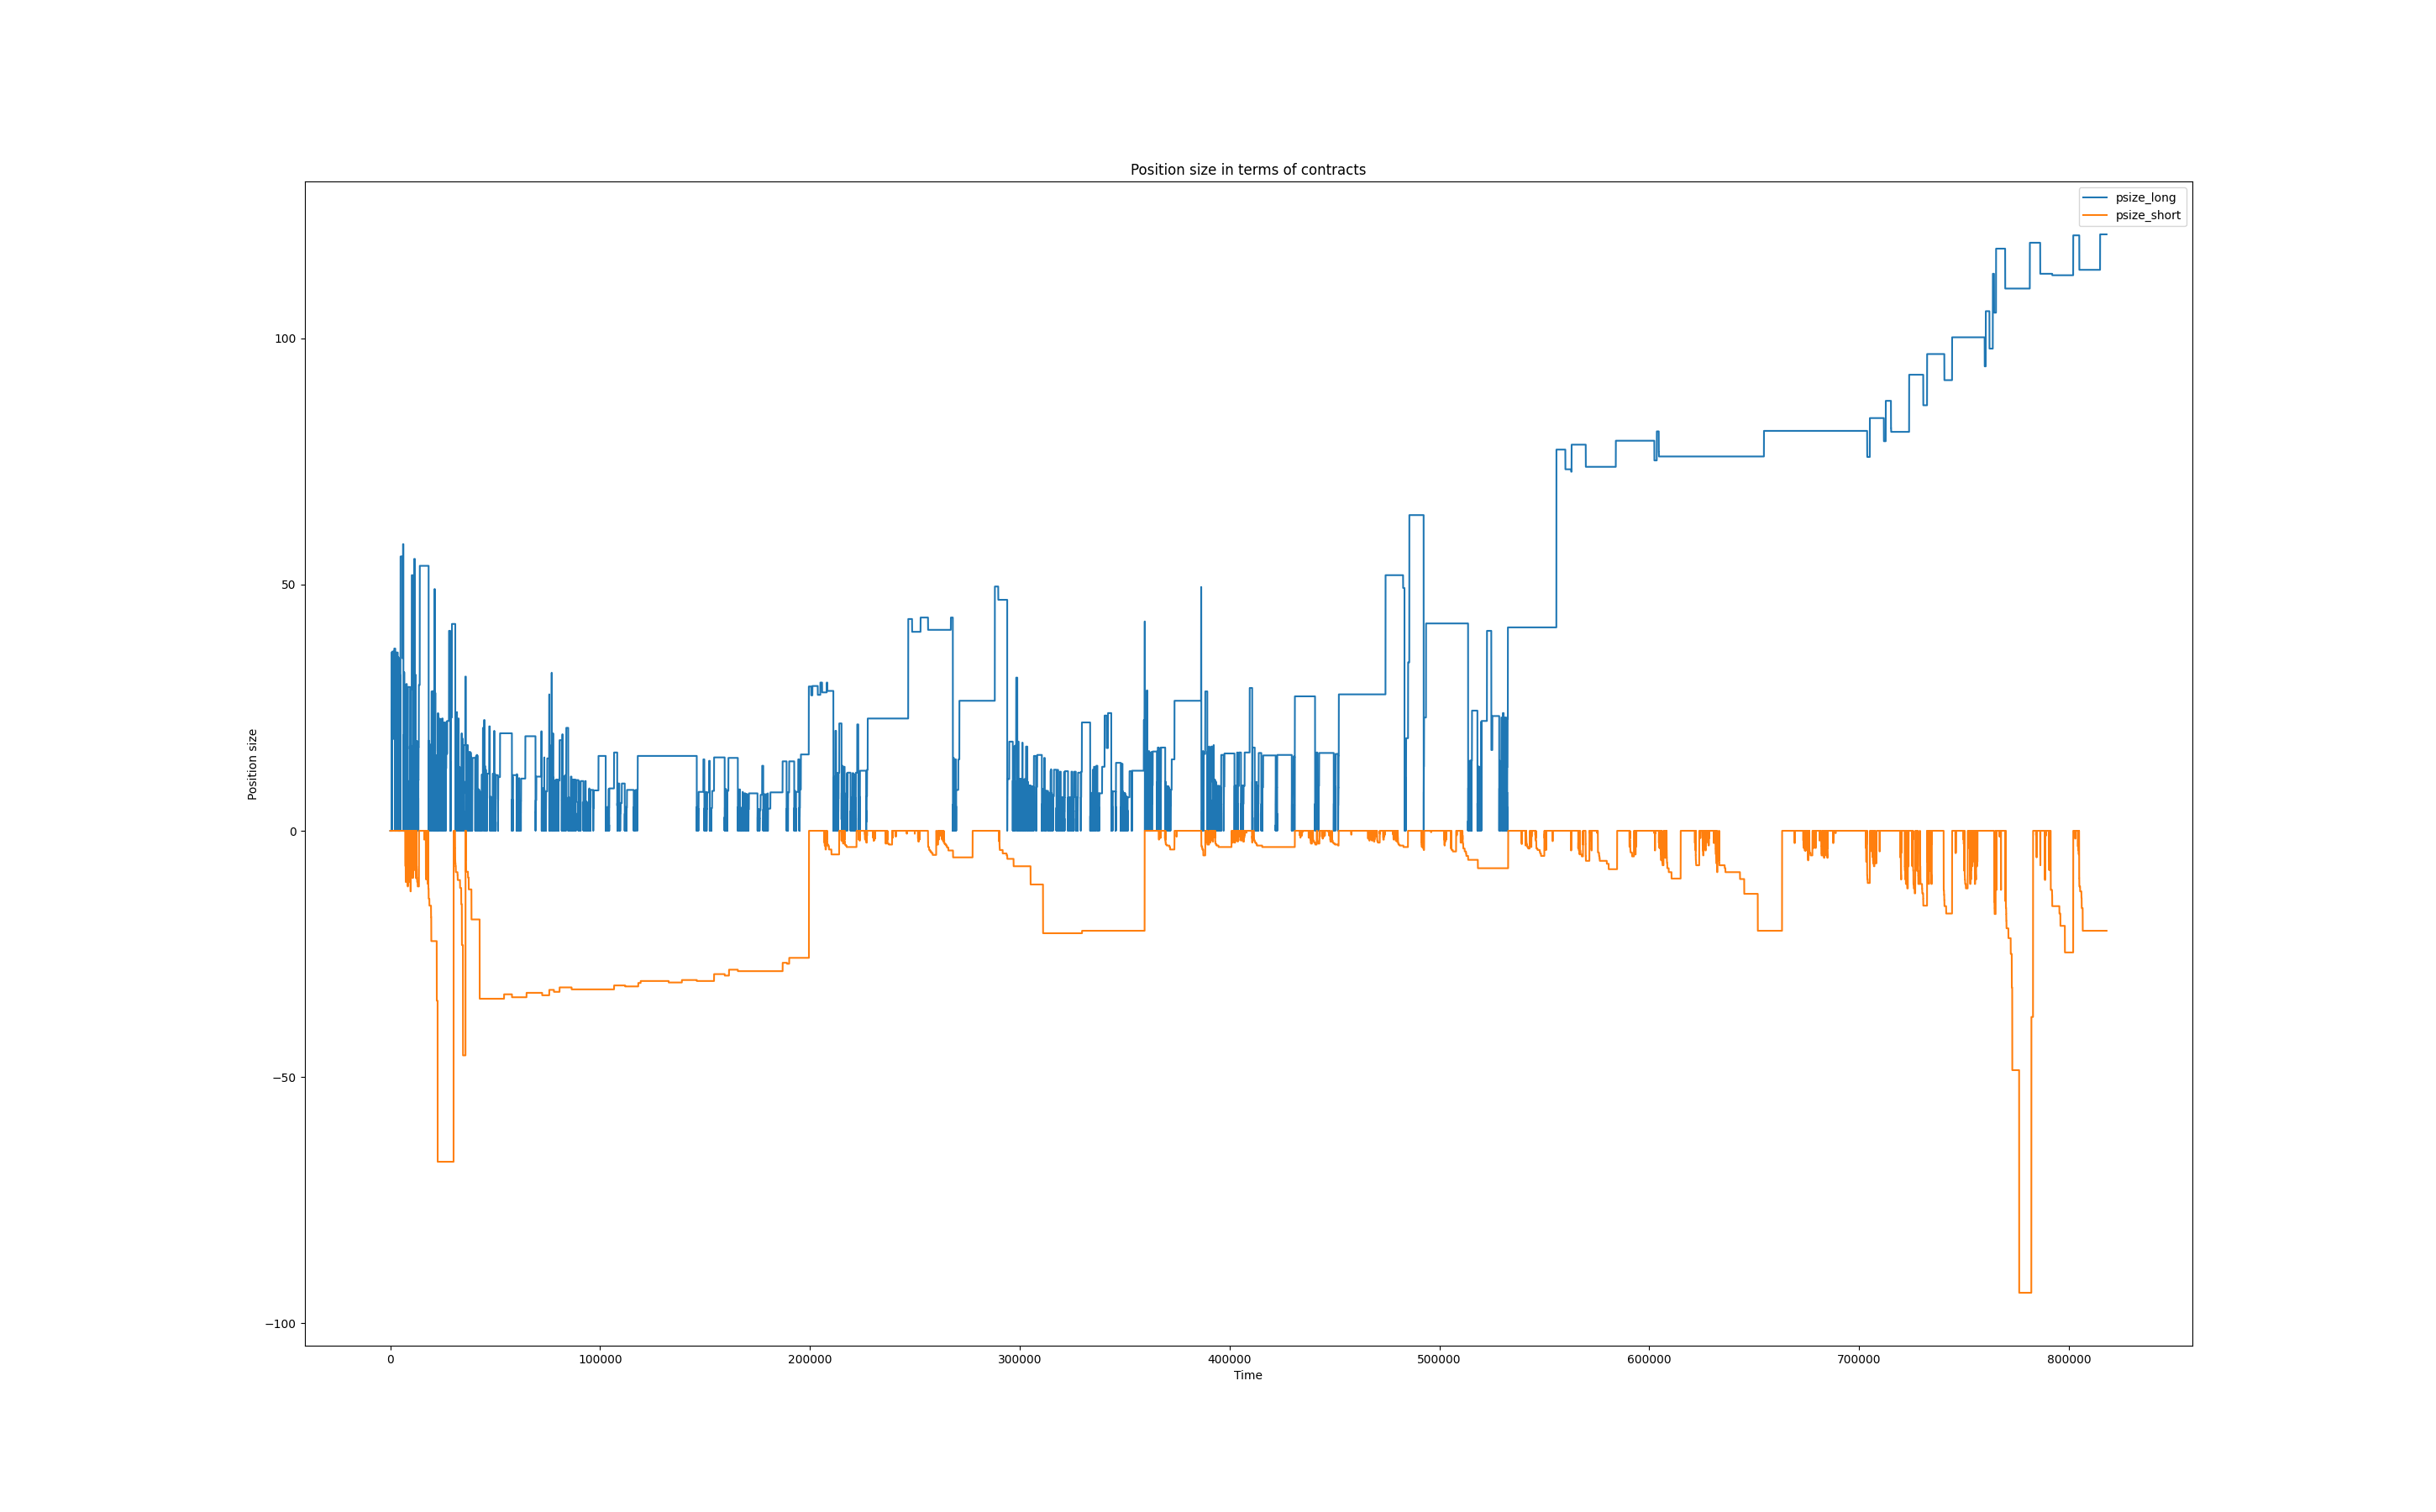 Position size in terms of contracts
psize_long
psize_short
100
50
0
−50
−100
Position size
0
100000
200000
300000
400000
500000
600000
700000
800000
Time